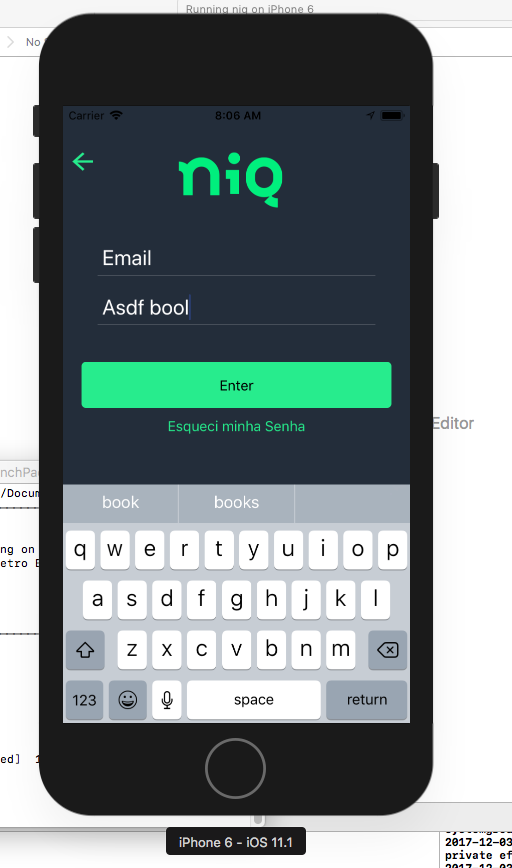 Running niq on iPhone 6
No
Carrier 8:06 AM
niq
Email
Asdf bool
Enter
Esqueci minha Senha
Editor
/Docum
book books
q w e r t y u i o p
a s d f g h j k l
z x c v b n m
123 space return
ng on
etro
ed] 1
iPhone 6 - iOS 11.1
2017-12-03
private ef
2017-12-03